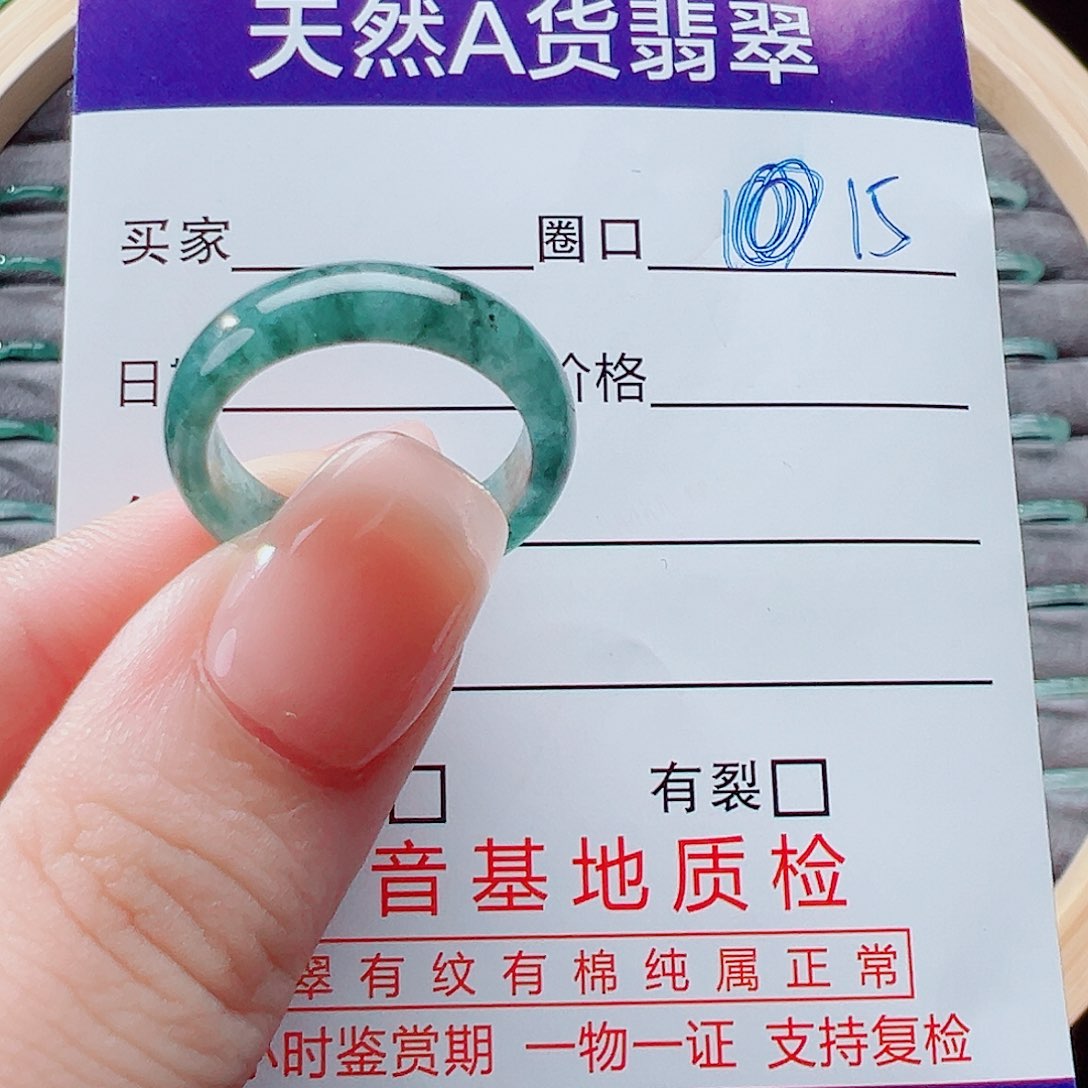 天然A货翡翠
买家 圈口 15
日 价格
有裂
音基地质检
翠有纹有棉纯属正常
小时鉴赏期 一物一证 支持复检